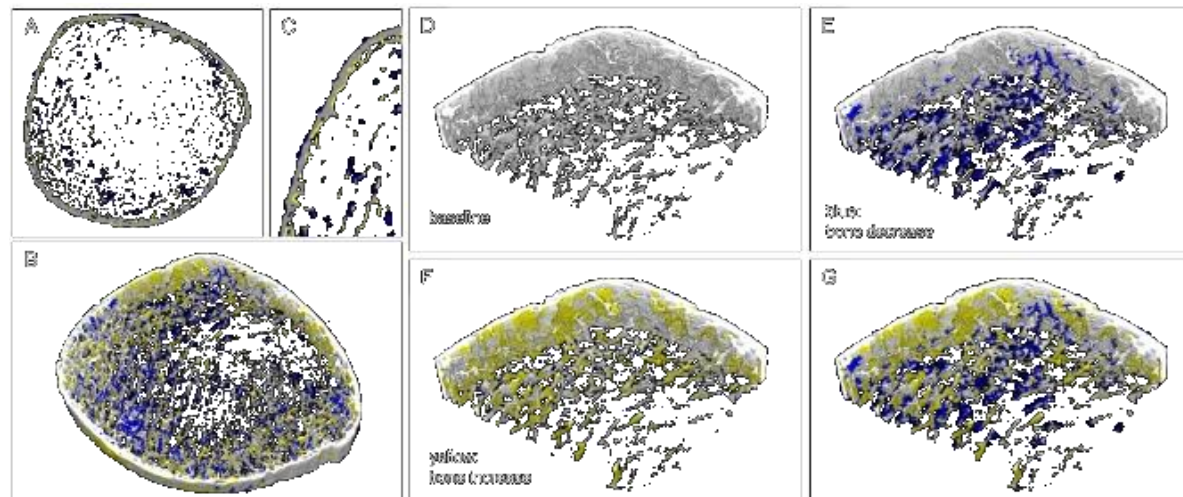 A
C
D
baseline
E
blue:
bone decrease
B
F
yellow:
bone increase
G